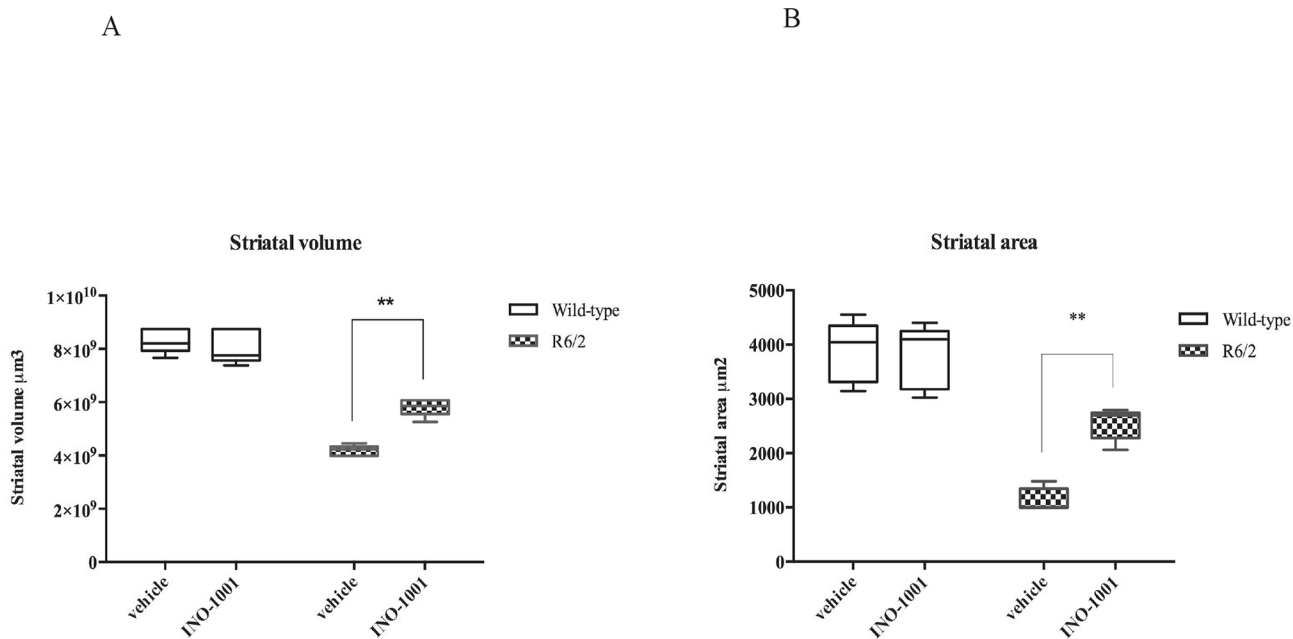 A
Striatal volume
Striatal volume μm3
1×10¹⁰
8×10⁹
6×10⁹
4×10⁹
2×10⁹
0
**
Wild-type
R6/2
vehicle
INO-1001
vehicle
INO-1001
B
Striatal area
Striatal area μm2
5000
4000
3000
2000
1000
0
**
Wild-type
R6/2
vehicle
INO-1001
vehicle
INO-1001